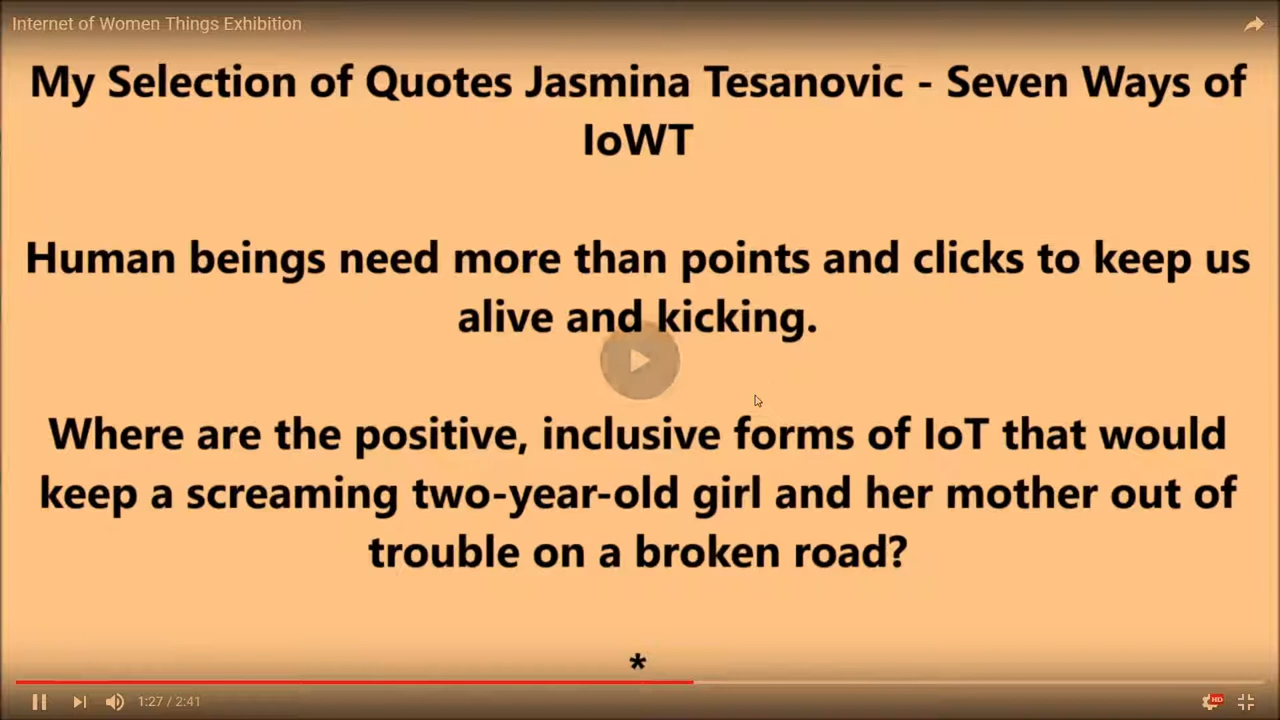 Internet of Women Things Exhibition
My Selection of Quotes Jasmina Tesanovic - Seven Ways of
IoWT
Human beings need more than points and clicks to keep us
alive and kicking.
Where are the positive, inclusive forms of IoT that would
keep a screaming two-year-old girl and her mother out of
trouble on a broken road?
*
1:27 / 2:41
HD